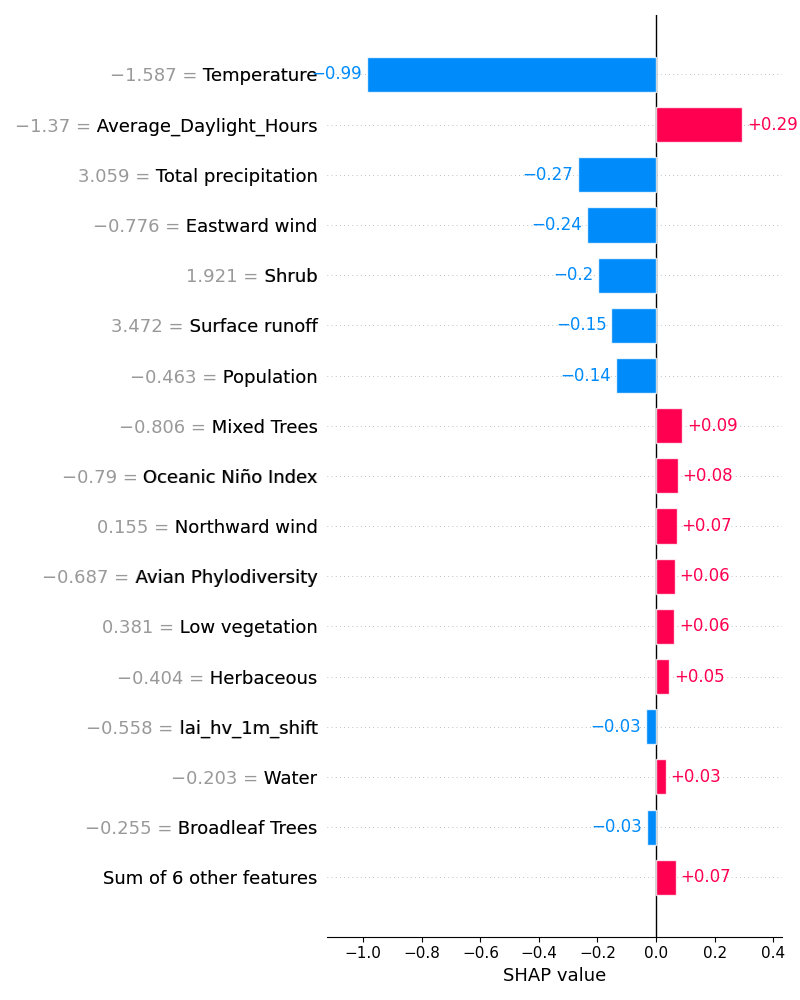 −1.587 = Temperature −0.99
−1.37 = Average_Daylight_Hours +0.29
3.059 = Total precipitation −0.27
−0.776 = Eastward wind −0.24
1.921 = Shrub −0.2
3.472 = Surface runoff −0.15
−0.463 = Population −0.14
−0.806 = Mixed Trees +0.09
−0.79 = Oceanic Niño Index +0.08
0.155 = Northward wind +0.07
−0.687 = Avian Phylodiversity +0.06
0.381 = Low vegetation +0.06
−0.404 = Herbaceous +0.05
−0.558 = lai_hv_1m_shift −0.03
−0.203 = Water +0.03
−0.255 = Broadleaf Trees −0.03
Sum of 6 other features +0.07
−1.0 −0.8 −0.6 −0.4 −0.2 0.0 0.2 0.4
SHAP value